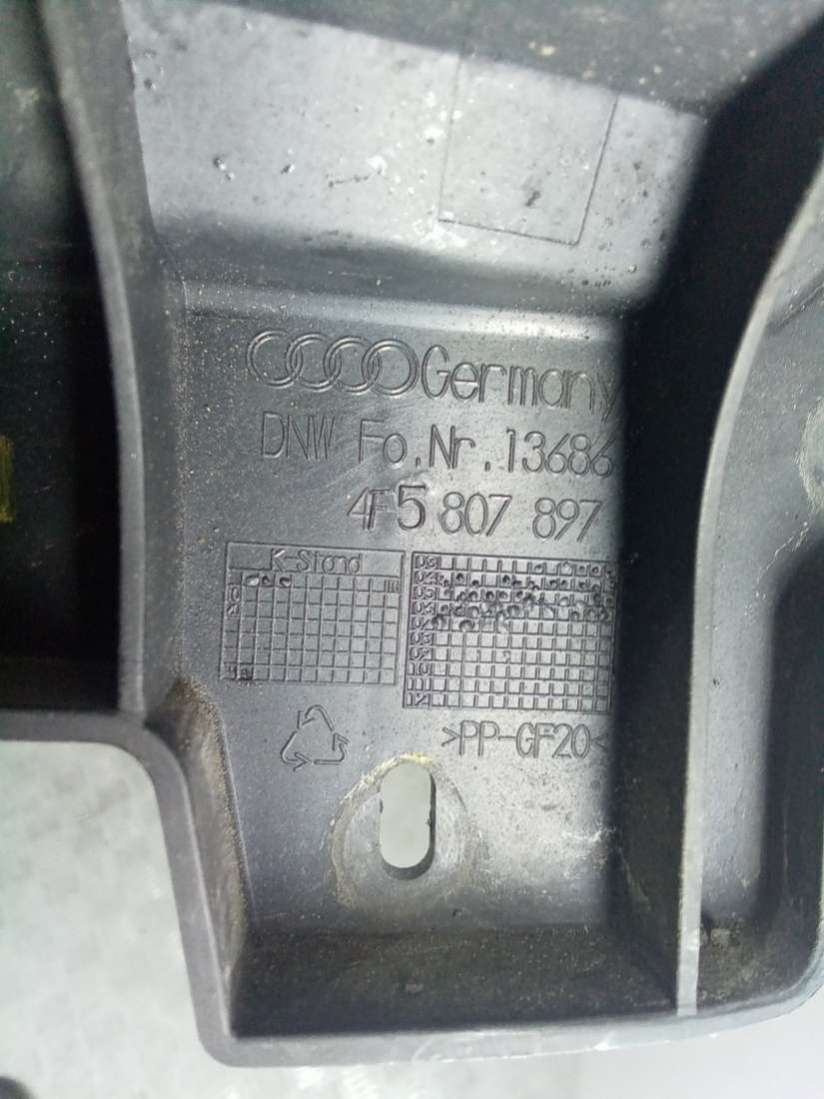 Germany
DNW Fo.Nr.13686
4F5 807 897
K-Stand
>PP-GF20<